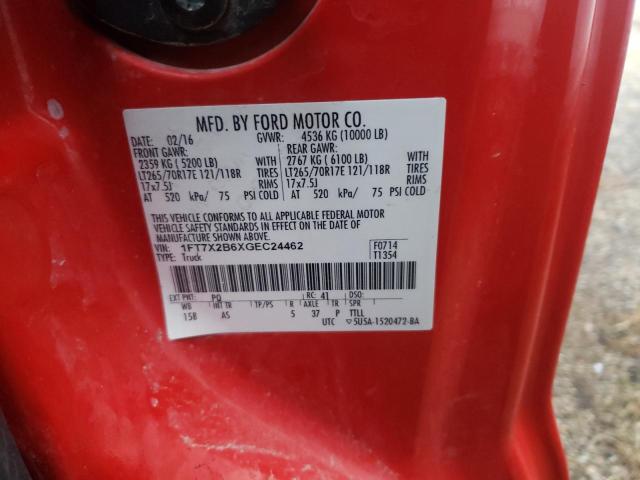 MFD. BY FORD MOTOR CO.
DATE: 02/16 GVWR: 4536 KG (10000 LB)
FRONT GAWR: REAR GAWR:
2359 KG ( 5200 LB) WITH 2767 KG ( 6100 LB) WITH
LT265/70R17E 121/118R TIRES LT265/70R17E 121/118R TIRES
17x7.5J RIMS 17x7.5J RIMS
AT 520 kPa/ 75 PSI COLD AT 520 kPa/ 75 PSI COLD
THIS VEHICLE CONFORMS TO ALL APPLICABLE FEDERAL MOTOR
VEHICLE SAFETY STANDARDS IN EFFECT ON THE DATE OF
MANUFACTURE SHOWN ABOVE.
VIN: 1FT7X2B6XGEC24462 F0714
TYPE: Truck T1354
EXT PNT: PQ RC: 41 DSO:
WB INT TR TP/PS R AXLE TR SPR
158 AS 5 37 P TTLL
UTC ▽5U5A-1520472-BA